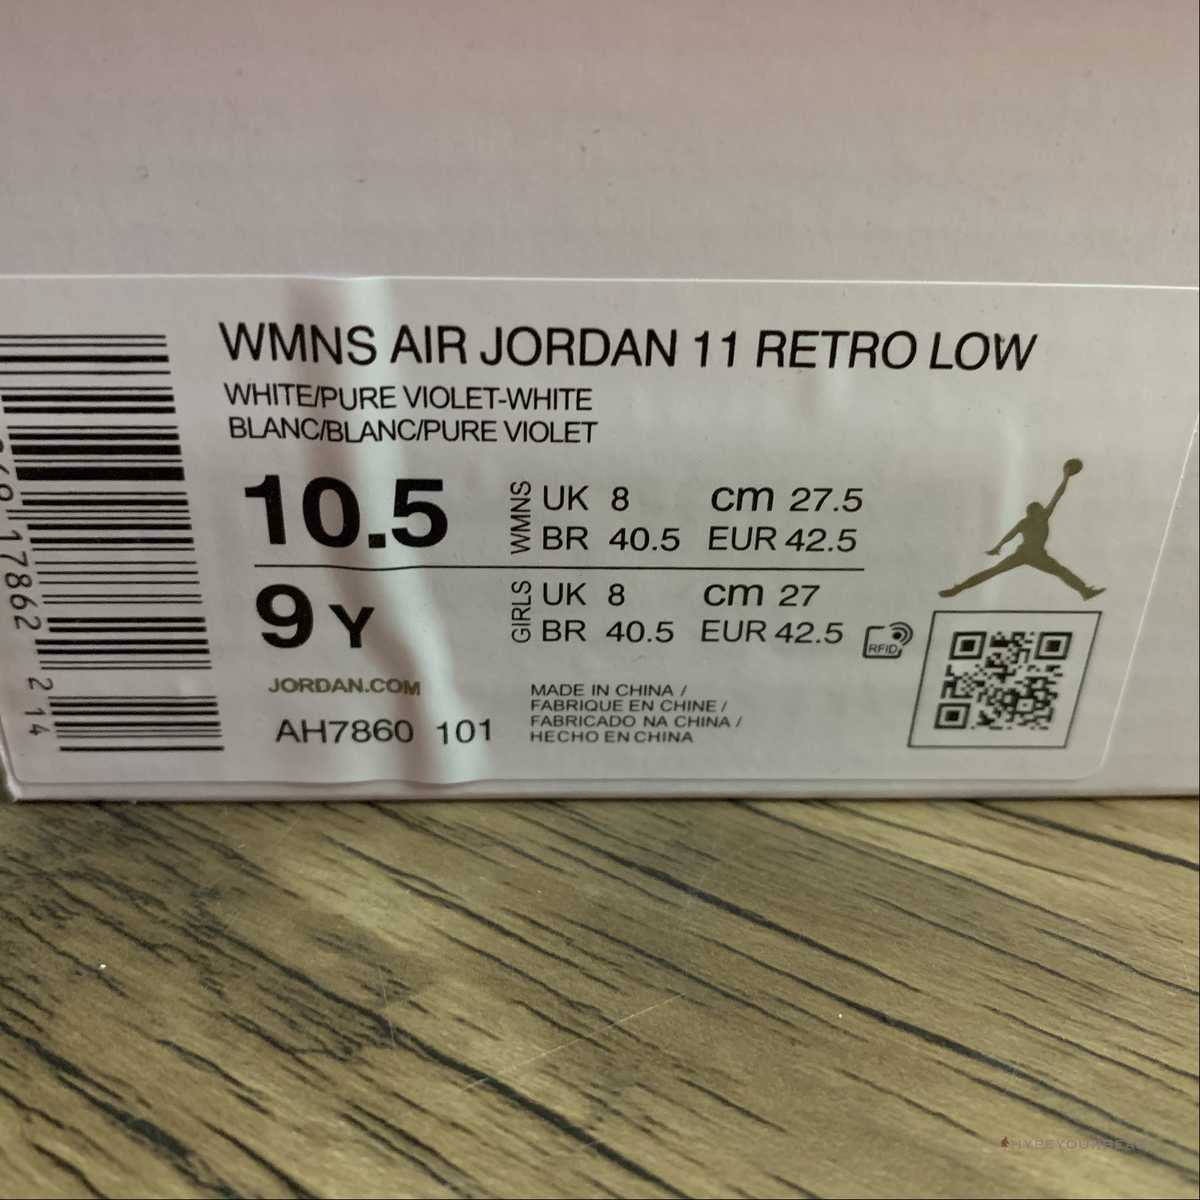 WMNS AIR JORDAN 11 RETRO LOW
WHITE/PURE VIOLET-WHITE
BLANC/BLANC/PURE VIOLET
10.5
WMNS
UK 8 cm 27.5
BR 40.5 EUR 42.5
9 Y
GIRLS
UK 8 cm 27
BR 40.5 EUR 42.5
RFID
JORDAN.COM
AH7860 101
MADE IN CHINA /
FABRIQUE EN CHINE /
FABRICADO NA CHINA /
HECHO EN CHINA
17862 214